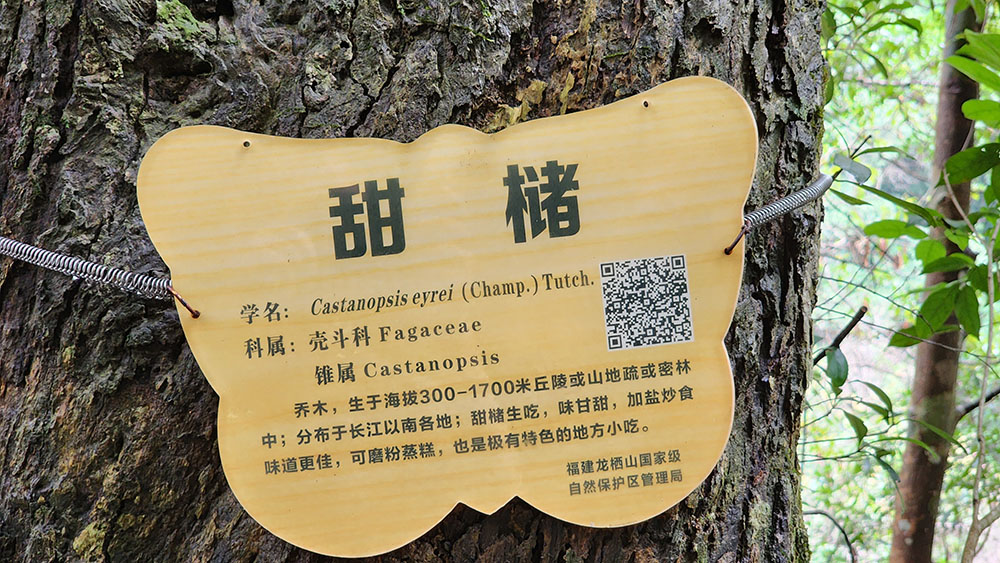 甜 槠
学名： Castanopsis eyrei (Champ.) Tutch.
科属：壳斗科 Fagaceae
锥属 Castanopsis
乔木，生于海拔300-1700米丘陵或山地疏或密林
中；分布于长江以南各地；甜槠生吃，味甘甜，加盐炒食
味道更佳，可磨粉蒸糕，也是极有特色的地方小吃。
福建龙栖山国家级
自然保护区管理局